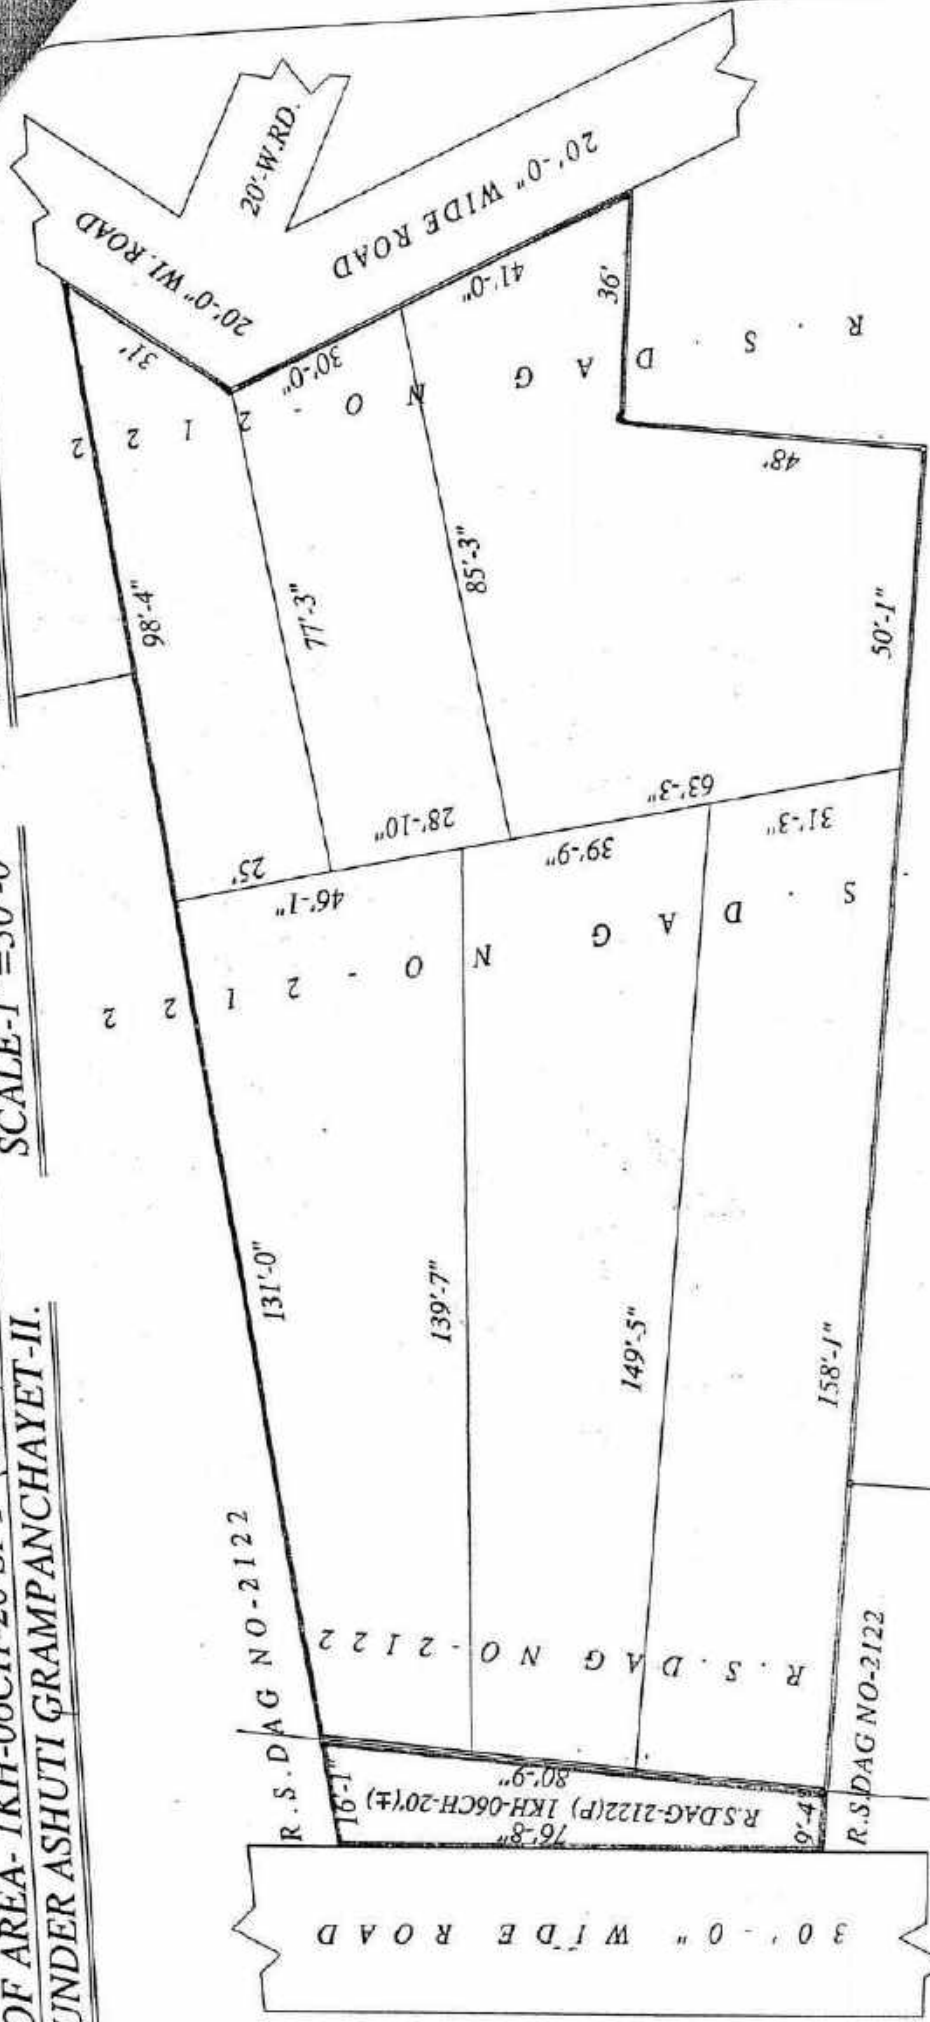 OF AREA- 1KH-06CH-20
UNDER ASHUTI GRAMPANCHAYET-II.
SCALE-1"=30'-0"
20'-0" WI. ROAD
20'-W.RD.
20'-0" WIDE ROAD
31'
30'-0"
41'-0"
36'
48'
R.S. DAG NO-2122
98'-4"
77'-3"
85'-3"
50'-1"
25'
28'-10"
63'-3"
46'-1"
39'-9"
31'-3"
S. DAG NO-2122
131'-0"
139'-7"
149'-5"
158'-1"
R.S.DAG NO-2122
R.S.DAG NO-2122
R.S.DAG NO-2122
16'-1"
80'-9"
R.S.DAG-2122(P) 1KH-06CH-20'(±)
76'-8"
9'-4"
30'-0" WIDE ROAD